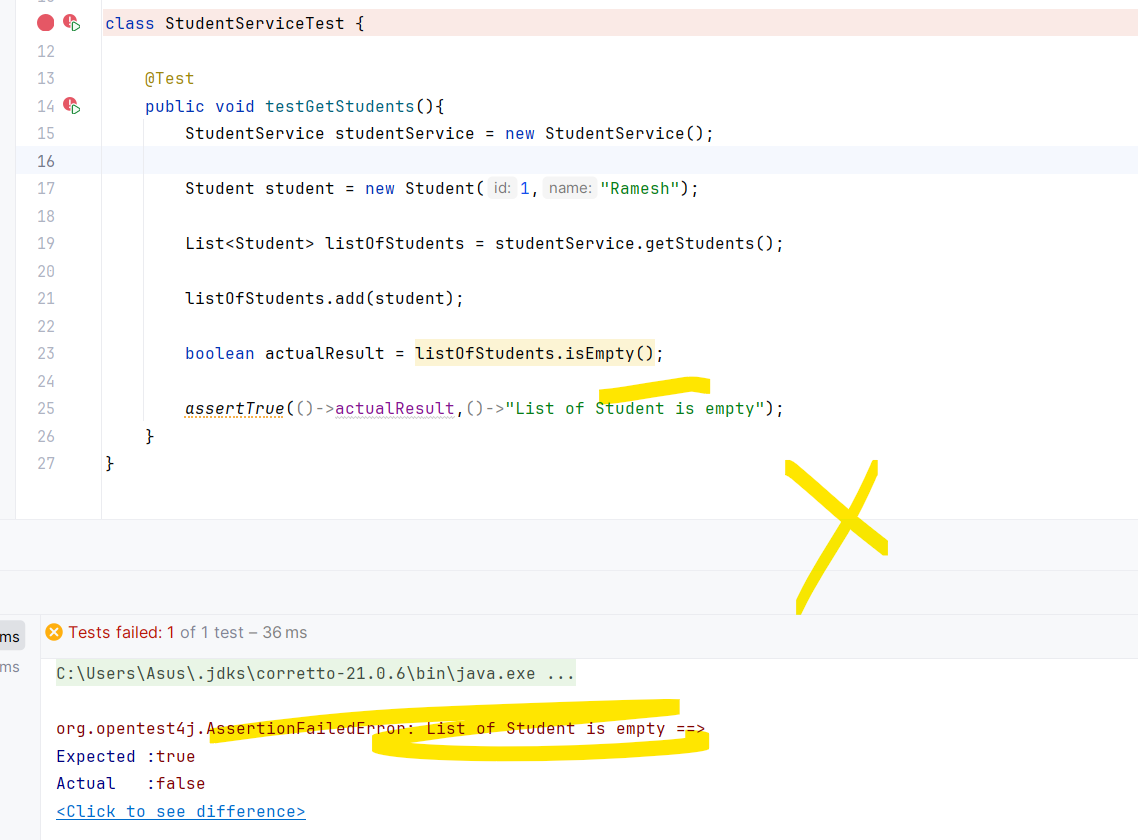 class StudentServiceTest {
12
13 @Test
14 public void testGetStudents(){
15 StudentService studentService = new StudentService();
16
17 Student student = new Student( id: 1, name: "Ramesh");
18
19 List<Student> listOfStudents = studentService.getStudents();
20
21 listOfStudents.add(student);
22
23 boolean actualResult = listOfStudents.isEmpty();
24
25 assertTrue(()->actualResult,()->"List of Student is empty");
26 }
27 }
ms
Tests failed: 1 of 1 test – 36 ms
ms
C:\Users\Asus\.jdks\corretto-21.0.6\bin\java.exe ...
org.opentest4j.AssertionFailedError: List of Student is empty ==>
Expected :true
Actual :false
<Click to see difference>